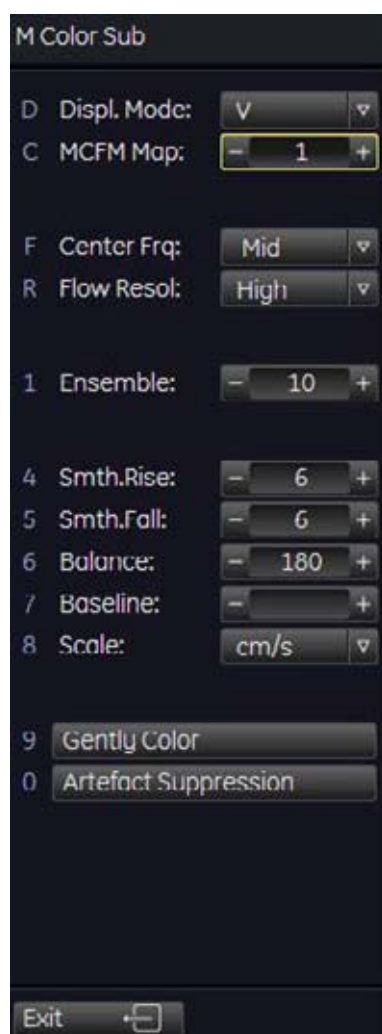 M Color Sub
D Displ. Mode: V
C MCFM Map: - 1 +
F Center Frq: Mid
R Flow Resol: High
1 Ensemble: - 10 +
4 Smth.Rise: - 6 +
5 Smth.Fall: - 6 +
6 Balance: - 180 +
7 Baseline: - +
8 Scale: cm/s
9 Gently Color
0 Artefact Suppression
Exit